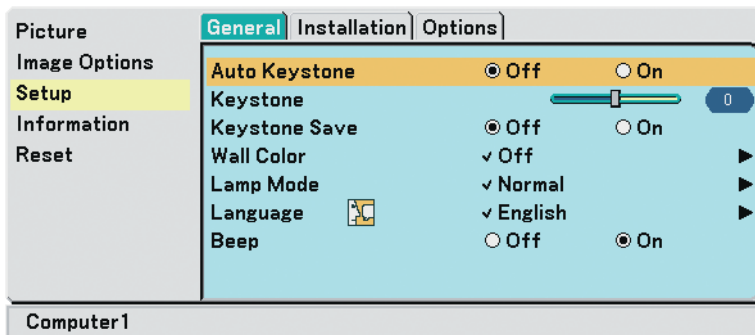 Picture
Image Options
Setup
Information
Reset
General Installation Options
Auto Keystone Off On
Keystone 0
Keystone Save Off On
Wall Color Off
Lamp Mode Normal
Language English
Beep Off On
Computer1